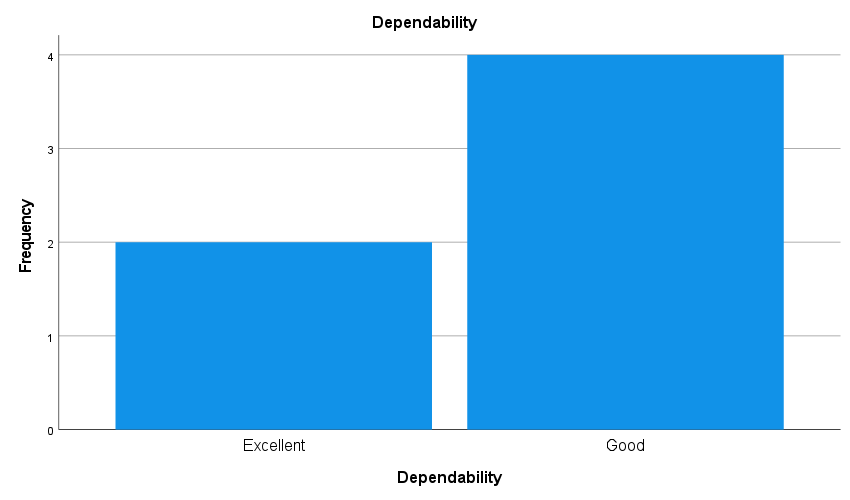 Dependability
Frequency
4
3
2
1
0
Excellent
Good
Dependability